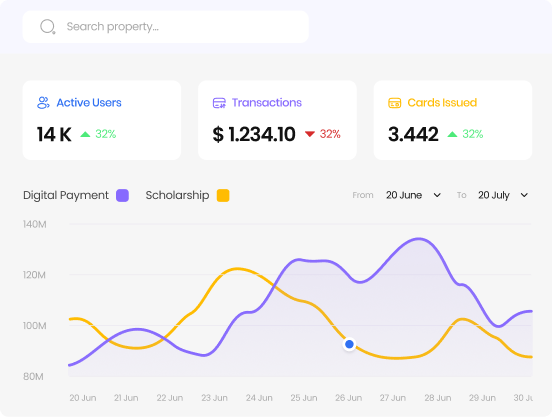 Search property...
Active Users Transactions Cards Issued
14 K 32% $ 1.234.10 32% 3.442 32%
Digital Payment Scholarship From 20 June To 20 July
140M
120M
100M
80M
20 Jun 21 Jun 22 Jun 23 Jun 24 Jun 25 Jun 26 Jun 27 Jun 28 Jun 29 Jun 30 Ju